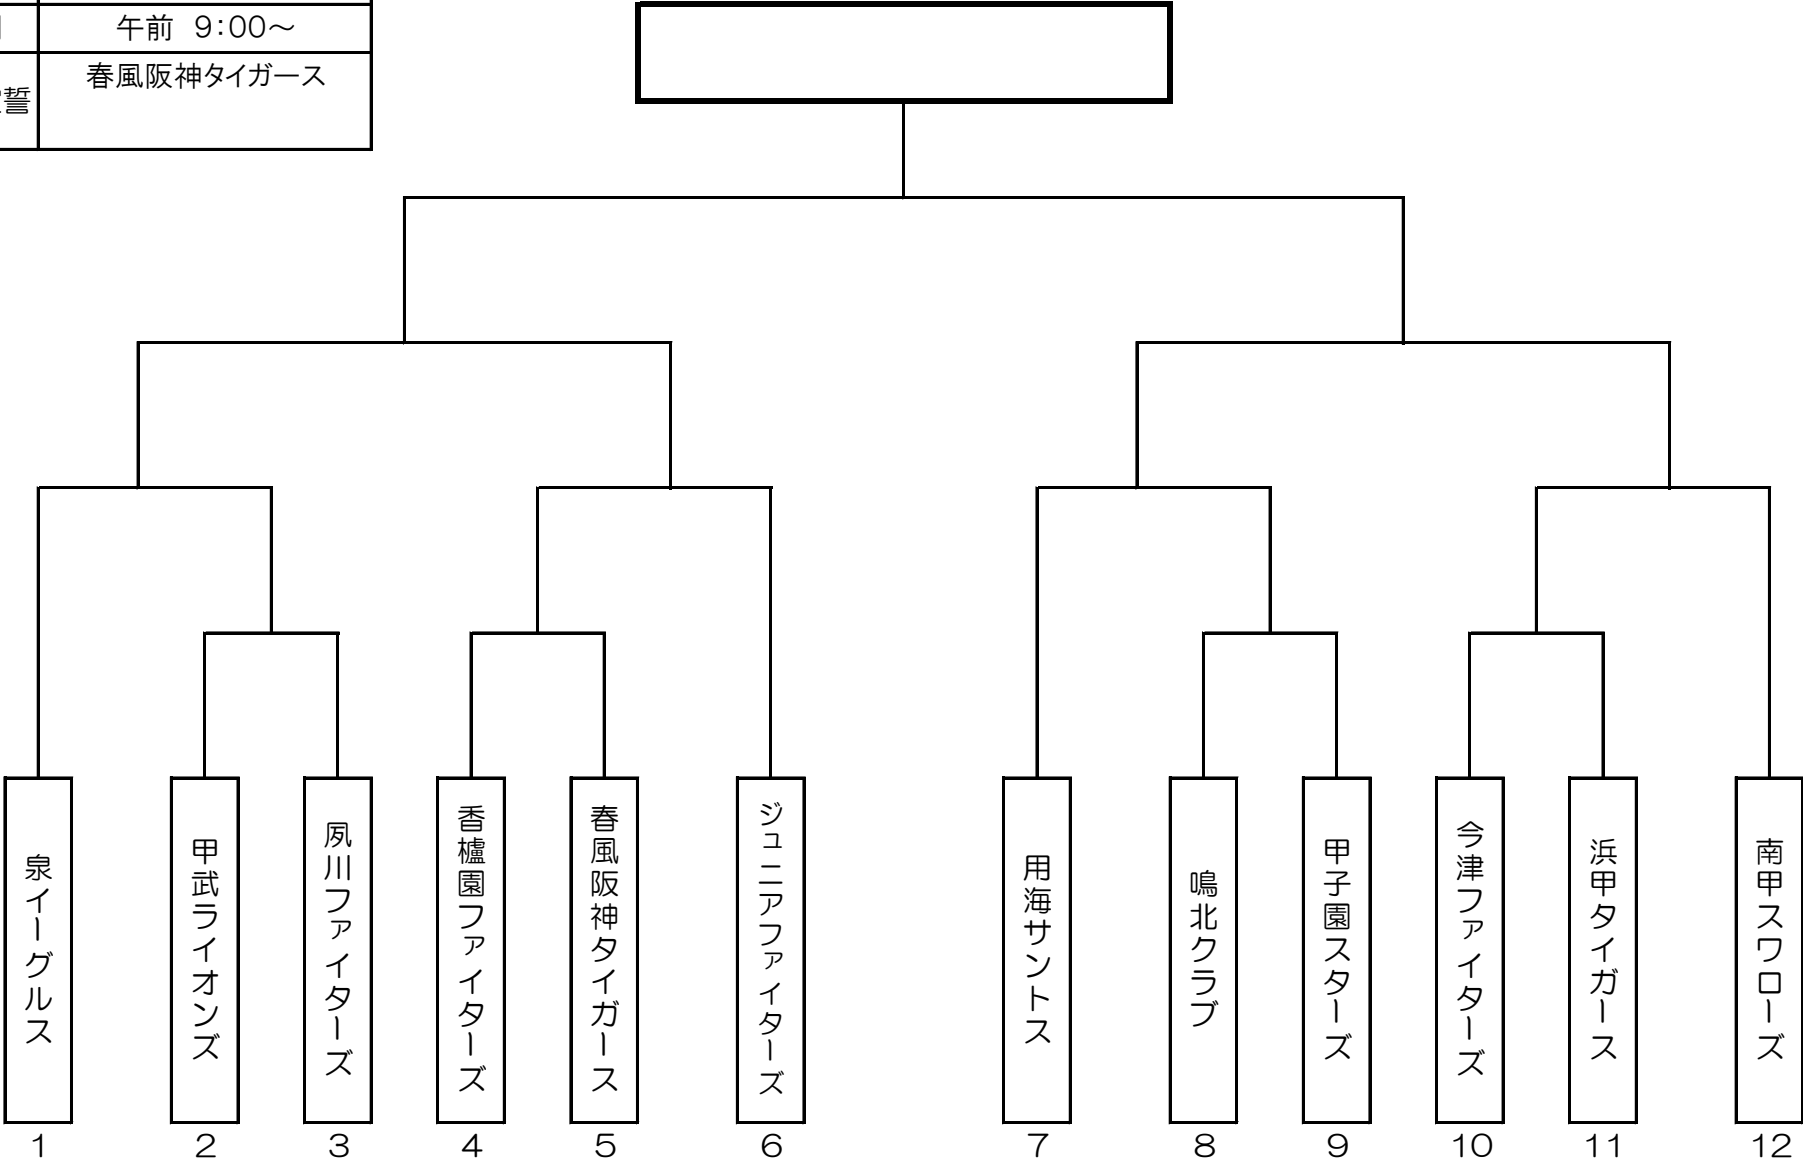 午前 9:00～
春風阪神タイガース
誓
泉イーグルス
甲武ライオンズ
夙川ファイターズ
香櫨園ファイターズ
春風阪神タイガース
ジュニアファイターズ
用海サントス
鳴北クラブ
甲子園スターズ
今津ファイターズ
浜甲タイガース
南甲スワローズ
1 2 3 4 5 6 7 8 9 10 11 12